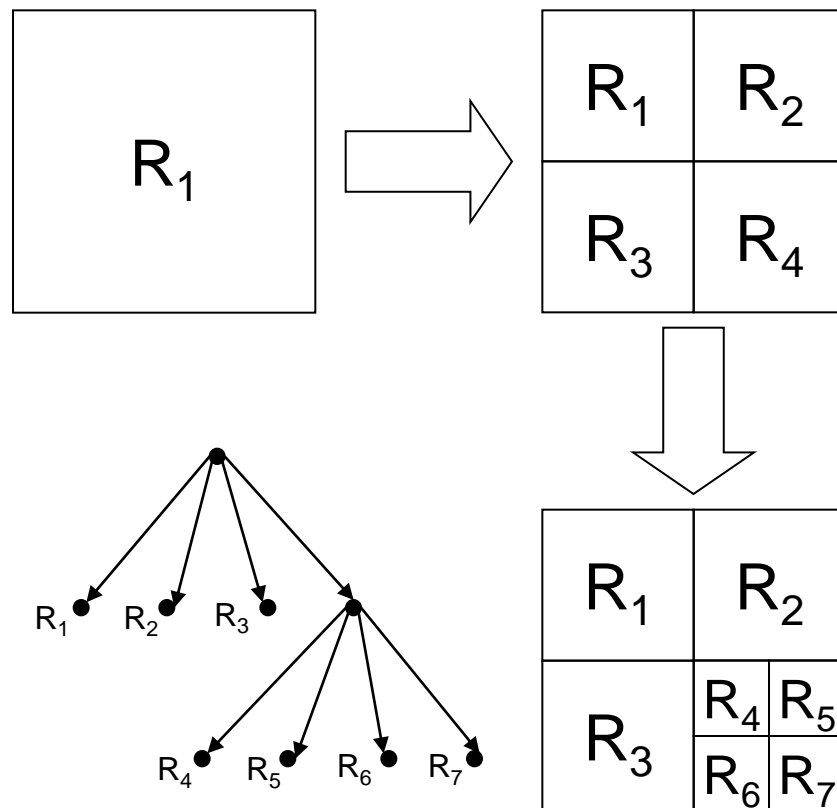 R₁
R₁ R₂
R₃ R₄
R₁ R₂ R₃
R₄ R₅ R₆ R₇
R₁ R₂
R₃
R₄ R₅
R₆ R₇